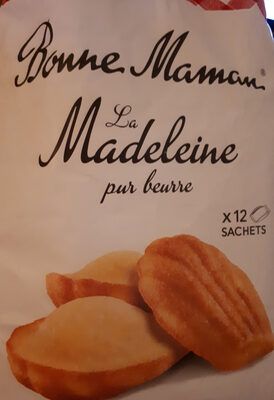 Bonne Maman®
La
Madeleine
pur beurre
x 12
SACHETS